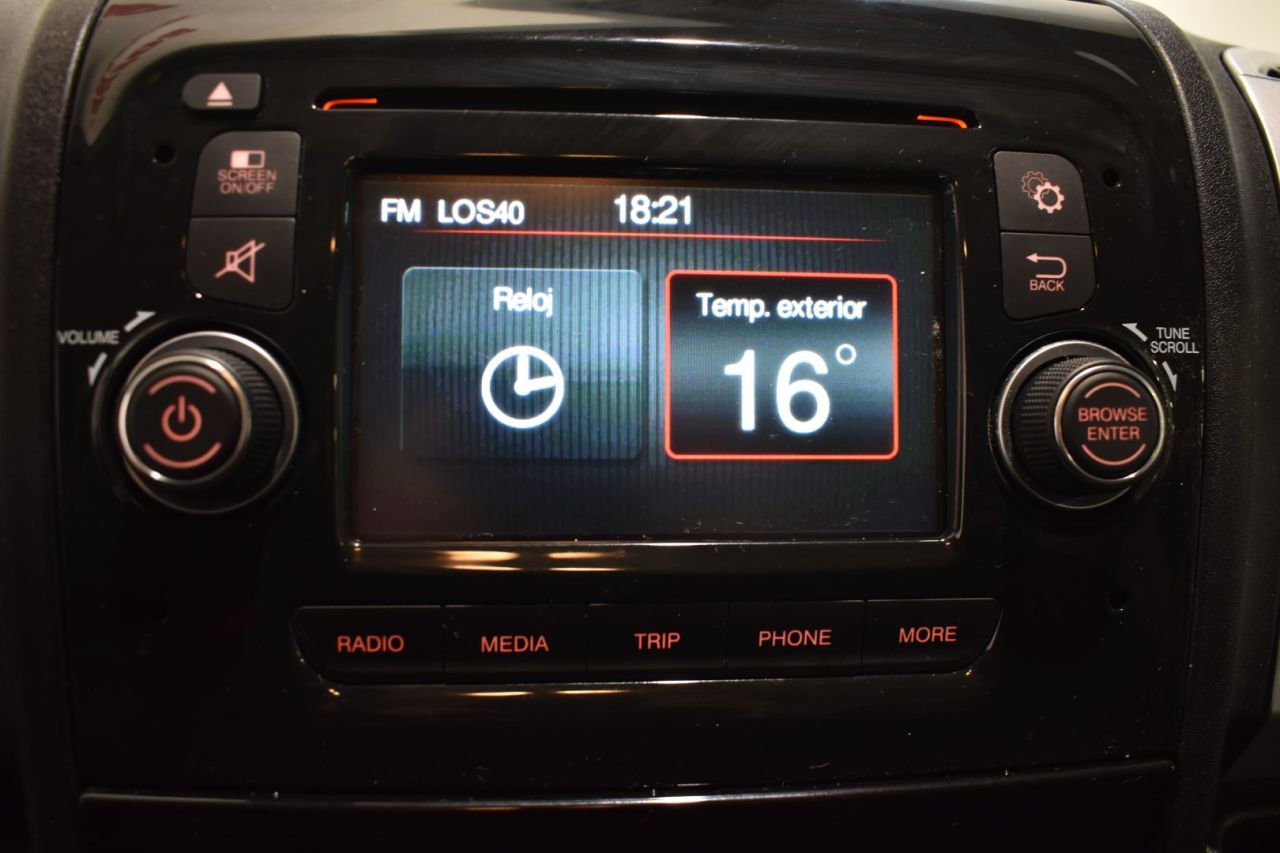 SCREEN
ON/OFF
FM LOS40 18:21
Reloj
Temp. exterior
16°
BACK
VOLUME
TUNE
SCROLL
BROWSE
ENTER
RADIO MEDIA TRIP PHONE MORE